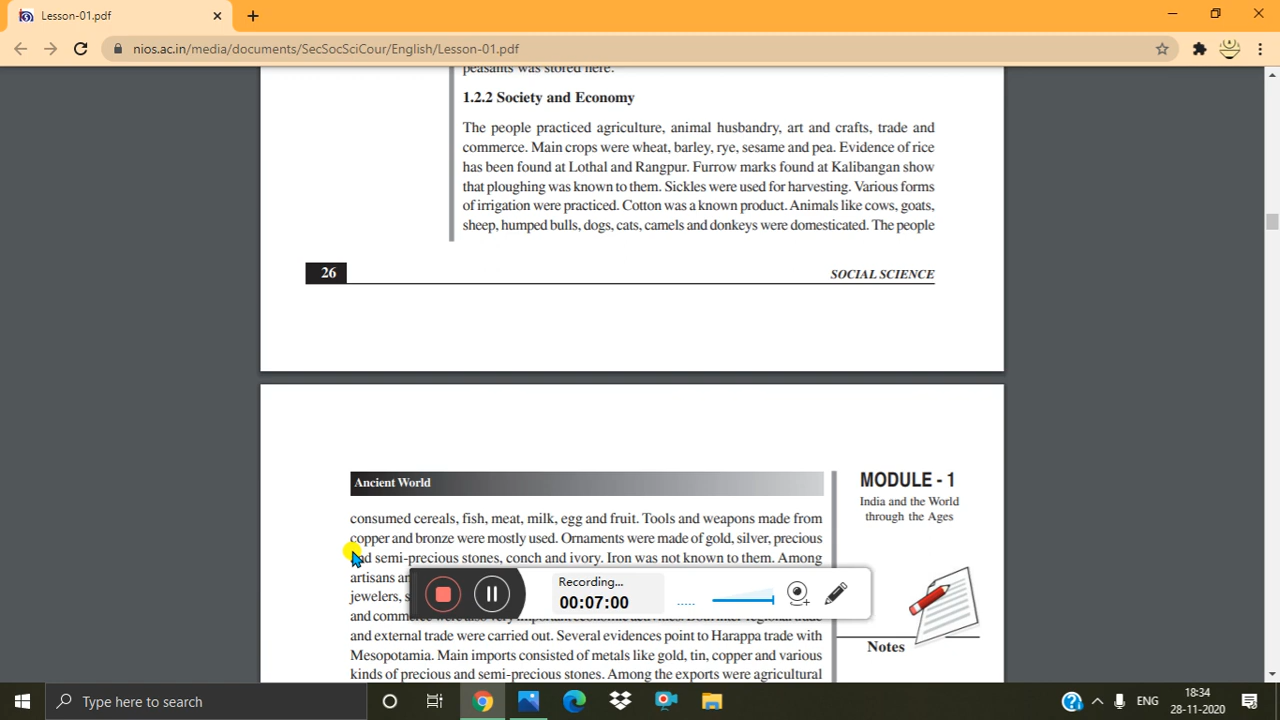 Lesson-01.pdf
nios.ac.in/media/documents/SecSocSciCour/English/Lesson-01.pdf
peasants was stored here.
1.2.2 Society and Economy
The people practiced agriculture, animal husbandry, art and crafts, trade and
commerce. Main crops were wheat, barley, rye, sesame and pea. Evidence of rice
has been found at Lothal and Rangpur. Furrow marks found at Kalibangan show
that ploughing was known to them. Sickles were used for harvesting. Various forms
of irrigation were practiced. Cotton was a known product. Animals like cows, goats,
sheep, humped bulls, dogs, cats, camels and donkeys were domesticated. The people
26
SOCIAL SCIENCE
Ancient World
MODULE - 1
India and the World
through the Ages
consumed cereals, fish, meat, milk, egg and fruit. Tools and weapons made from
copper and bronze were mostly used. Ornaments were made of gold, silver, precious
and semi-precious stones, conch and ivory. Iron was not known to them. Among
artisans
jewelers,
Recording...
00:07:00
and commerce were also very important economic activities. Both inter-regional trade
and external trade were carried out. Several evidences point to Harappa trade with
Mesopotamia. Main imports consisted of metals like gold, tin, copper and various
kinds of precious and semi-precious stones. Among the exports were agricultural
Notes
Type here to search
ENG
18:34
28-11-2020